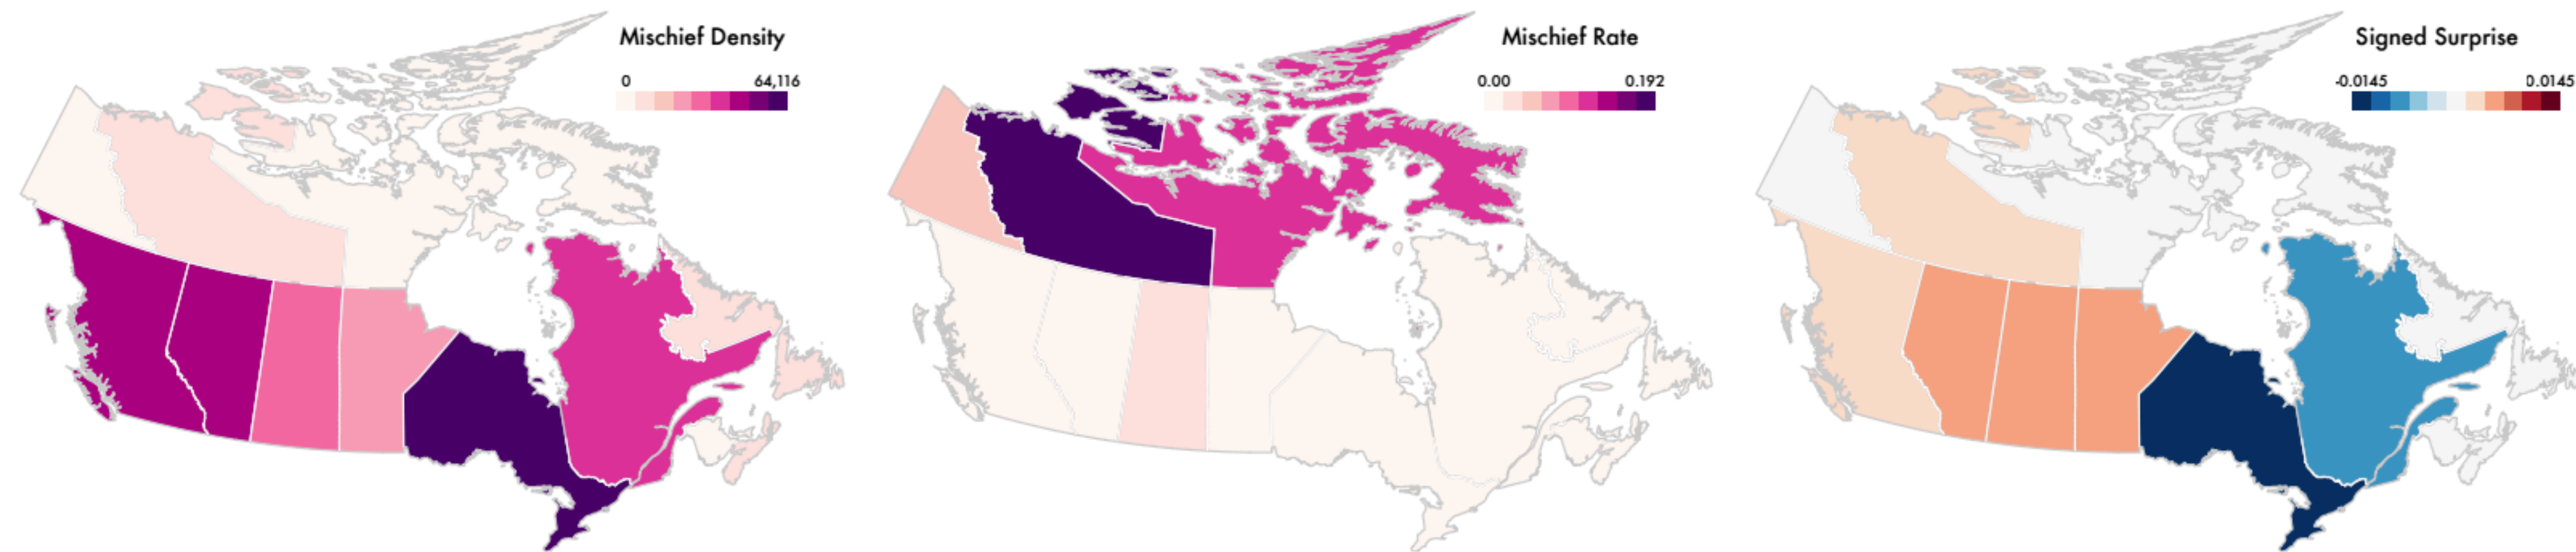 Mischief Density
0 64,116
Mischief Rate
0.00 0.192
Signed Surprise
-0.0145 0.0145